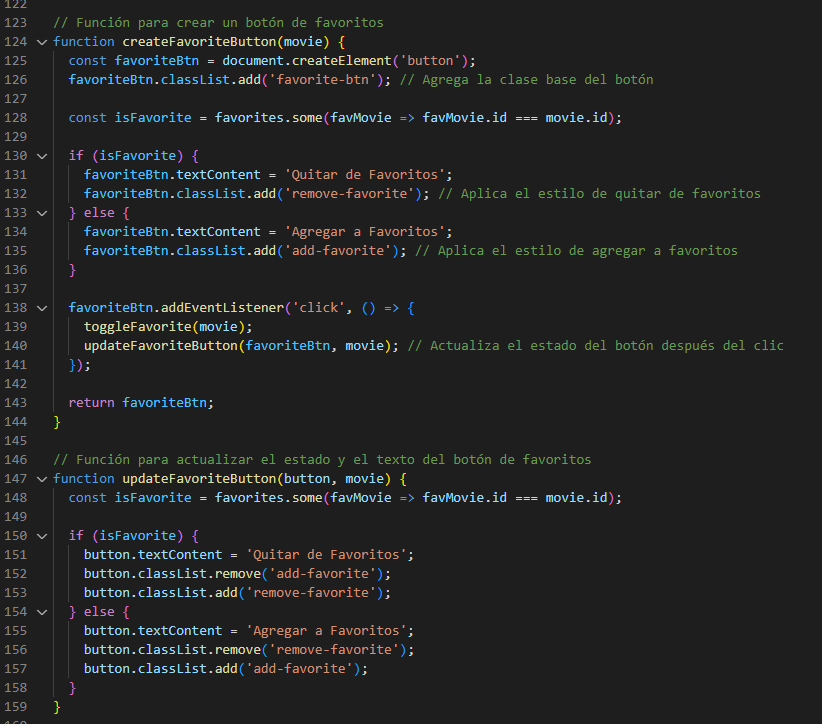 122
123 // Función para crear un botón de favoritos
124 function createFavoriteButton(movie) {
125   const favoriteBtn = document.createElement('button');
126   favoriteBtn.classList.add('favorite-btn'); // Agrega la clase base del botón
127
128   const isFavorite = favorites.some(favMovie => favMovie.id === movie.id);
129
130   if (isFavorite) {
131     favoriteBtn.textContent = 'Quitar de Favoritos';
132     favoriteBtn.classList.add('remove-favorite'); // Aplica el estilo de quitar de favoritos
133   } else {
134     favoriteBtn.textContent = 'Agregar a Favoritos';
135     favoriteBtn.classList.add('add-favorite'); // Aplica el estilo de agregar a favoritos
136   }
137
138   favoriteBtn.addEventListener('click', () => {
139     toggleFavorite(movie);
140     updateFavoriteButton(favoriteBtn, movie); // Actualiza el estado del botón después del clic
141   });
142
143   return favoriteBtn;
144 }
145
146 // Función para actualizar el estado y el texto del botón de favoritos
147 function updateFavoriteButton(button, movie) {
148   const isFavorite = favorites.some(favMovie => favMovie.id === movie.id);
149
150   if (isFavorite) {
151     button.textContent = 'Quitar de Favoritos';
152     button.classList.remove('add-favorite');
153     button.classList.add('remove-favorite');
154   } else {
155     button.textContent = 'Agregar a Favoritos';
156     button.classList.remove('remove-favorite');
157     button.classList.add('add-favorite');
158   }
159 }